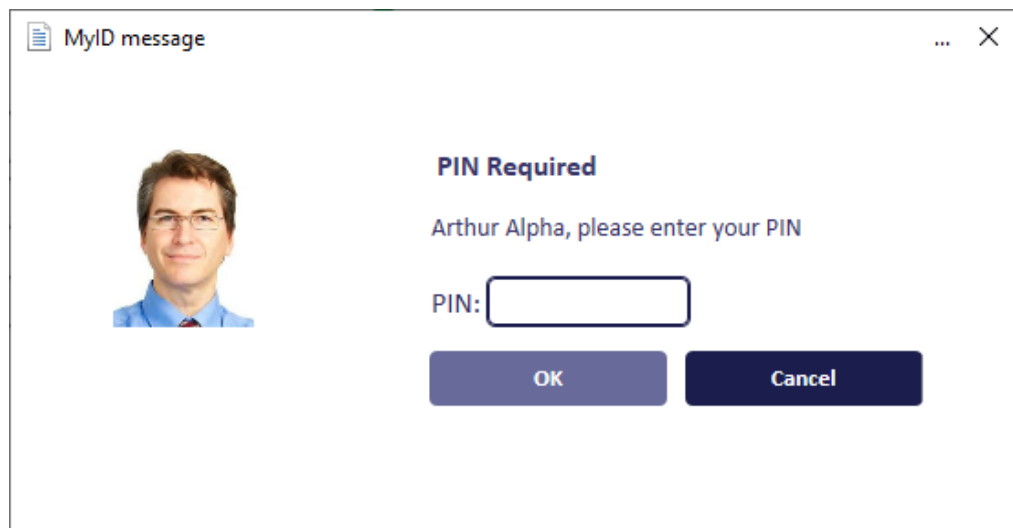 MyID message
...
PIN Required
Arthur Alpha, please enter your PIN
PIN:
OK Cancel